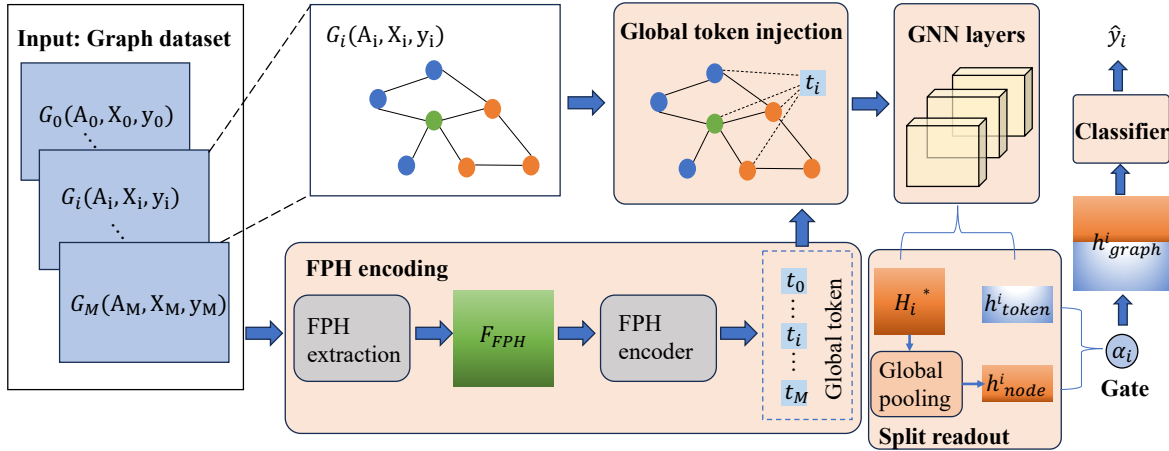 Input: Graph dataset
G_0(A_0, X_0, y_0)
⋮
G_i(A_i, X_i, y_i)
⋮
G_M(A_M, X_M, y_M)
G_i(A_i, X_i, y_i)
Global token injection
t_i
GNN layers
ŷ_i
Classifier
h^i_graph
α_i
Gate
FPH encoding
FPH
extraction
F_FPH
FPH
encoder
t_0
⋮
t_i
⋮
t_M
Global token
H_i^*
h^i_token
Global
pooling
h^i_node
Split readout